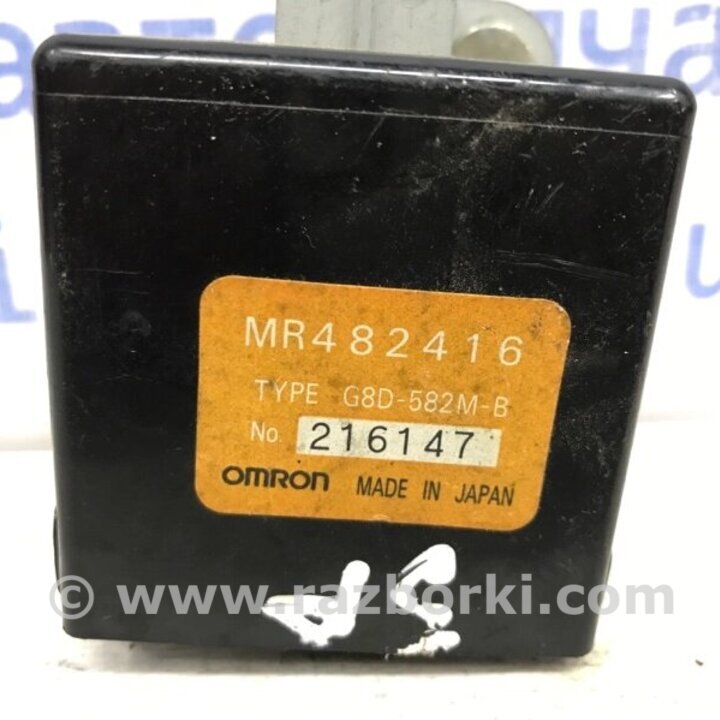 MR482416
TYPE G8D-582M-B
No. 216147
OMRON MADE IN JAPAN
© www.razborki.com